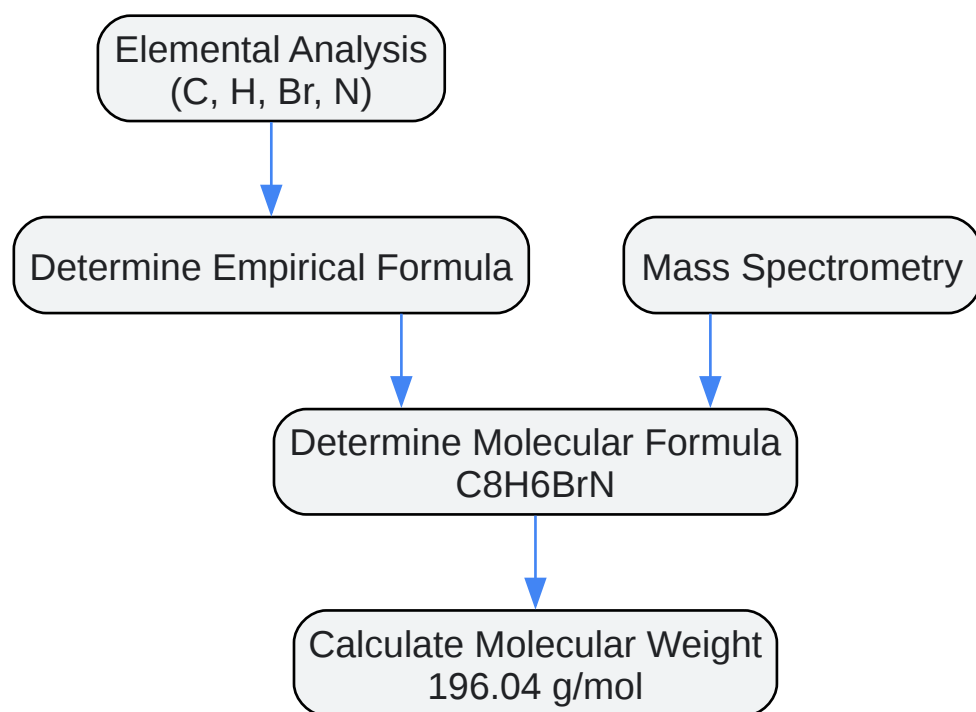 Elemental Analysis
(C, H, Br, N)
Determine Empirical Formula
Mass Spectrometry
Determine Molecular Formula
C8H6BrN
Calculate Molecular Weight
196.04 g/mol